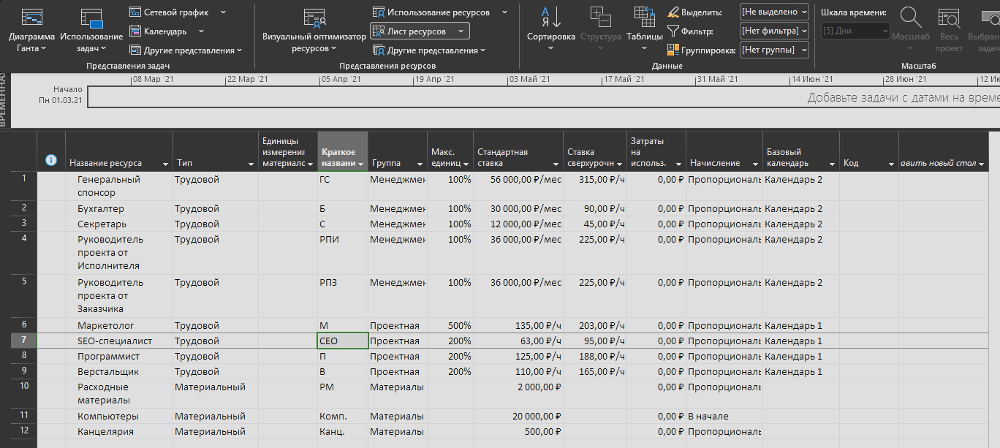 Диаграмма Ганта
Использование задач
Сетевой график
Календарь
Другие представления
Представления задач
Визуальный оптимизатор ресурсов
Использование ресурсов
Лист ресурсов
Другие представления
Представления ресурсов
Сортировка
Структура
Таблицы
Выделить: [Не выделено]
Фильтр: [Нет фильтра]
Группировка: [Нет группы]
Данные
Шкала времени:
[5] Дни
Масштаб
Весь проект
Масштаб
08 Мар '21 22 Мар '21 05 Апр '21 19 Апр '21 03 Май '21 17 Май '21 31 Май '21 14 Июн '21 28 Июн '21
Начало
Пн 01.03.21
Добавьте задачи с датами на време
Название ресурса Тип Единицы измерения материалс Краткое названи Группа Макс. единиц Стандартная ставка Ставка сверхурочн Затраты на использ. Начисление Базовый календарь Код авить новый стол
1 Генеральный спонсор Трудовой ГС Менеджмен 100% 56 000,00 ₽/мес 315,00 ₽/ч 0,00 ₽ Пропорциональ Календарь 2
2 Бухгалтер Трудовой Б Менеджмен 100% 30 000,00 ₽/мес 90,00 ₽/ч 0,00 ₽ Пропорциональ Календарь 2
3 Секретарь Трудовой С Менеджмен 100% 12 000,00 ₽/мес 45,00 ₽/ч 0,00 ₽ Пропорциональ Календарь 2
4 Руководитель проекта от Исполнителя Трудовой РПИ Менеджмен 100% 36 000,00 ₽/мес 225,00 ₽/ч 0,00 ₽ Пропорциональ Календарь 2
5 Руководитель проекта от Заказчика Трудовой РПЗ Менеджмен 100% 36 000,00 ₽/мес 225,00 ₽/ч 0,00 ₽ Пропорциональ Календарь 2
6 Маркетолог Трудовой М Проектная 500% 135,00 ₽/ч 203,00 ₽/ч 0,00 ₽ Пропорциональ Календарь 1
7 SEO-специалист Трудовой СЕО Проектная 200% 63,00 ₽/ч 95,00 ₽/ч 0,00 ₽ Пропорциональ Календарь 1
8 Программист Трудовой П Проектная 200% 125,00 ₽/ч 188,00 ₽/ч 0,00 ₽ Пропорциональ Календарь 1
9 Верстальщик Трудовой В Проектная 200% 110,00 ₽/ч 165,00 ₽/ч 0,00 ₽ Пропорциональ Календарь 1
10 Расходные материалы Материальный РМ Материалы 2 000,00 ₽ 0,00 ₽ Пропорциональ
11 Компьютеры Материальный Комп. Материалы 20 000,00 ₽ 0,00 ₽ В начале
12 Канцелярия Материальный Канц. Материалы 500,00 ₽ 0,00 ₽ Пропорциональ